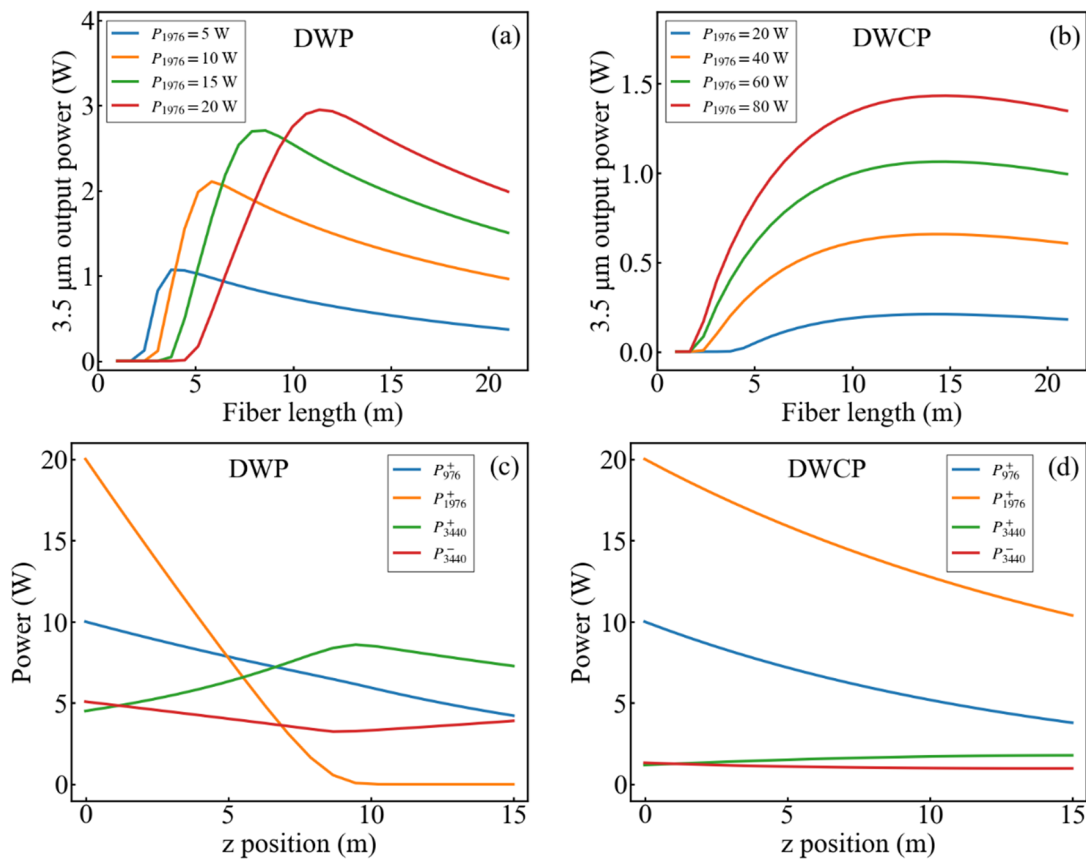 DWP
(a)
P₁₉₇₆ = 5 W
P₁₉₇₆ = 10 W
P₁₉₇₆ = 15 W
P₁₉₇₆ = 20 W
4
3
2
1
0
3.5 μm output power (W)
0 5 10 15 20
Fiber length (m)
DWCP
(b)
P₁₉₇₆ = 20 W
P₁₉₇₆ = 40 W
P₁₉₇₆ = 60 W
P₁₉₇₆ = 80 W
1.5
1.0
0.5
0.0
3.5 μm output power (W)
0 5 10 15 20
Fiber length (m)
DWP
(c)
P⁺₉₇₆
P⁺₁₉₇₆
P⁺₃₄₄₀
P⁻₃₄₄₀
20
15
10
5
0
Power (W)
0 5 10 15
z position (m)
DWCP
(d)
P⁺₉₇₆
P⁺₁₉₇₆
P⁺₃₄₄₀
P⁻₃₄₄₀
20
15
10
5
0
Power (W)
0 5 10 15
z position (m)